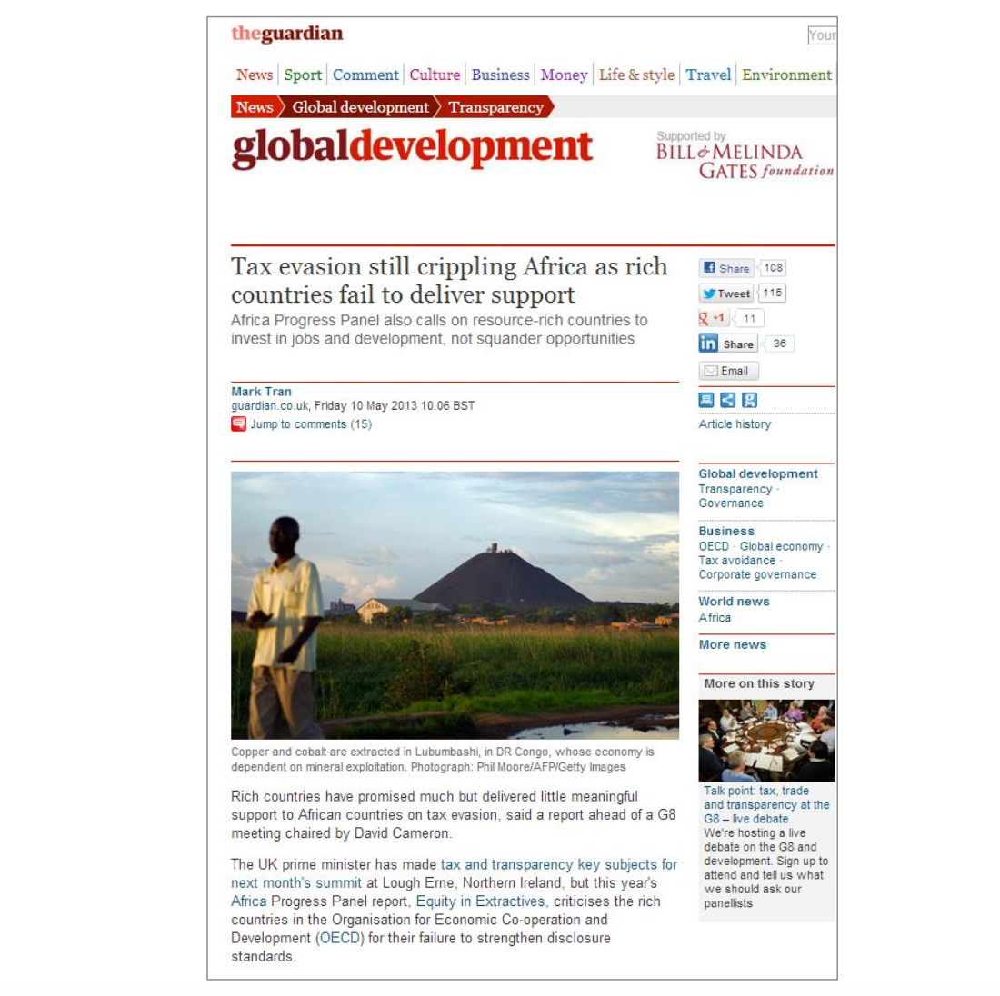 theguardian
Your
News Sport Comment Culture Business Money Life & style Travel Environment
News Global development Transparency
globaldevelopment
Supported by
BILL & MELINDA
GATES foundation
Tax evasion still crippling Africa as rich
countries fail to deliver support
Africa Progress Panel also calls on resource-rich countries to
invest in jobs and development, not squander opportunities
Share 108
Tweet 115
+1 11
in Share 36
Email
Mark Tran
guardian.co.uk, Friday 10 May 2013 10.06 BST
Jump to comments (15)
Article history
Global development
Transparency ·
Governance
Business
OECD · Global economy ·
Tax avoidance ·
Corporate governance
World news
Africa
More news
More on this story
Talk point: tax, trade
and transparency at the
G8 – live debate
We're hosting a live
debate on the G8 and
development. Sign up to
attend and tell us what
we should ask our
panellists
Copper and cobalt are extracted in Lubumbashi, in DR Congo, whose economy is
dependent on mineral exploitation. Photograph: Phil Moore/AFP/Getty Images
Rich countries have promised much but delivered little meaningful
support to African countries on tax evasion, said a report ahead of a G8
meeting chaired by David Cameron.
The UK prime minister has made tax and transparency key subjects for
next month's summit at Lough Erne, Northern Ireland, but this year's
Africa Progress Panel report, Equity in Extractives, criticises the rich
countries in the Organisation for Economic Co-operation and
Development (OECD) for their failure to strengthen disclosure
standards.